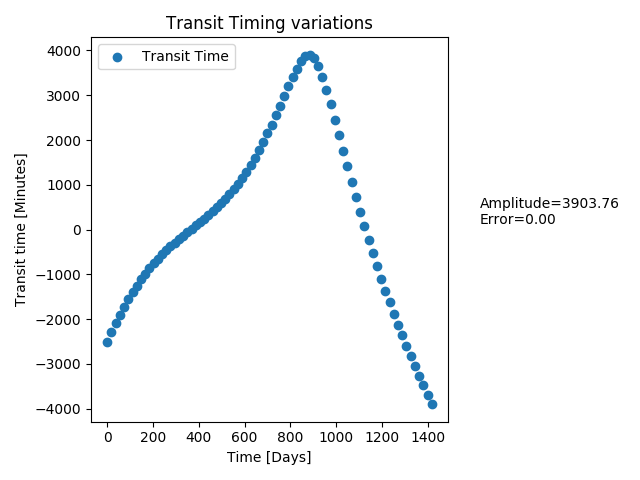 Transit Timing variations
Transit Time
4000
3000
2000
1000
0
−1000
−2000
−3000
−4000
Transit time [Minutes]
0
200
400
600
800
1000
1200
1400
Time [Days]
Amplitude=3903.76
Error=0.00